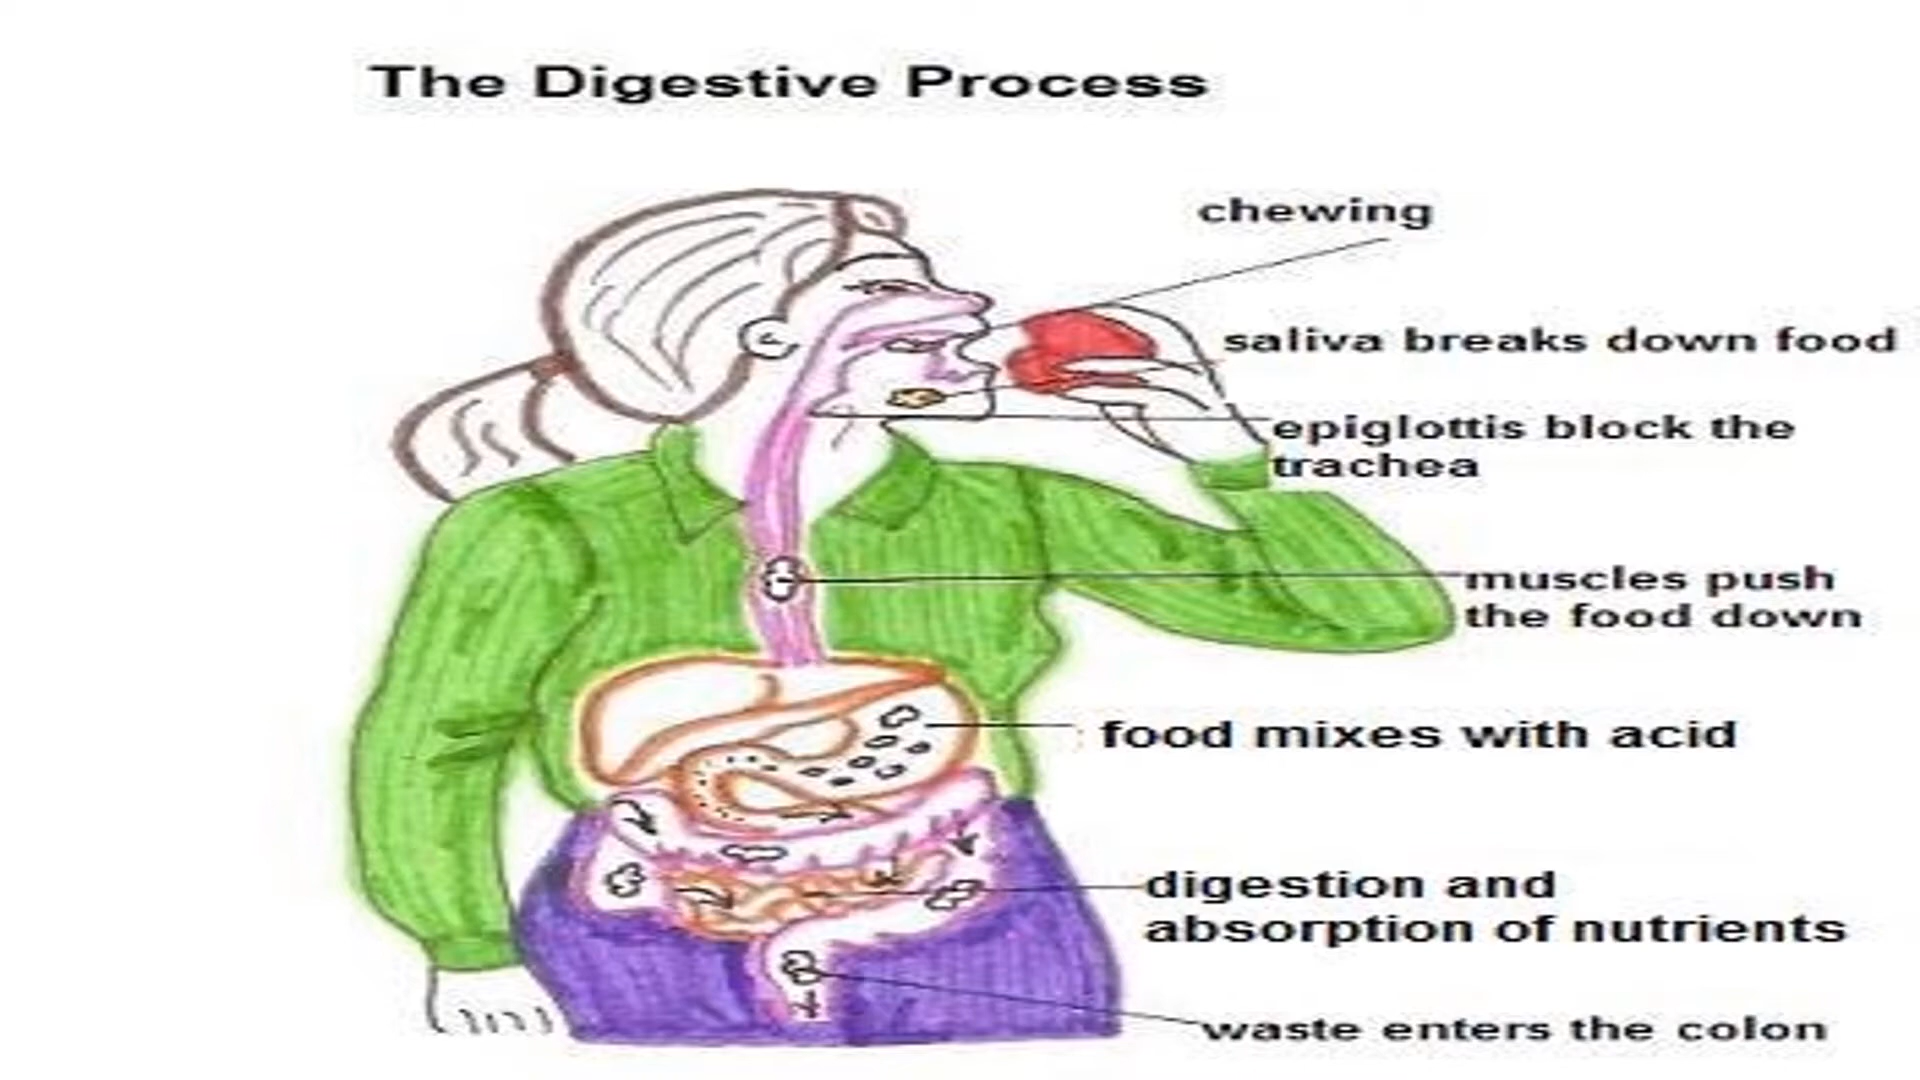 The Digestive Process
chewing
saliva breaks down food
epiglottis block the
trachea
muscles push
the food down
food mixes with acid
digestion and
absorption of nutrients
waste enters the colon